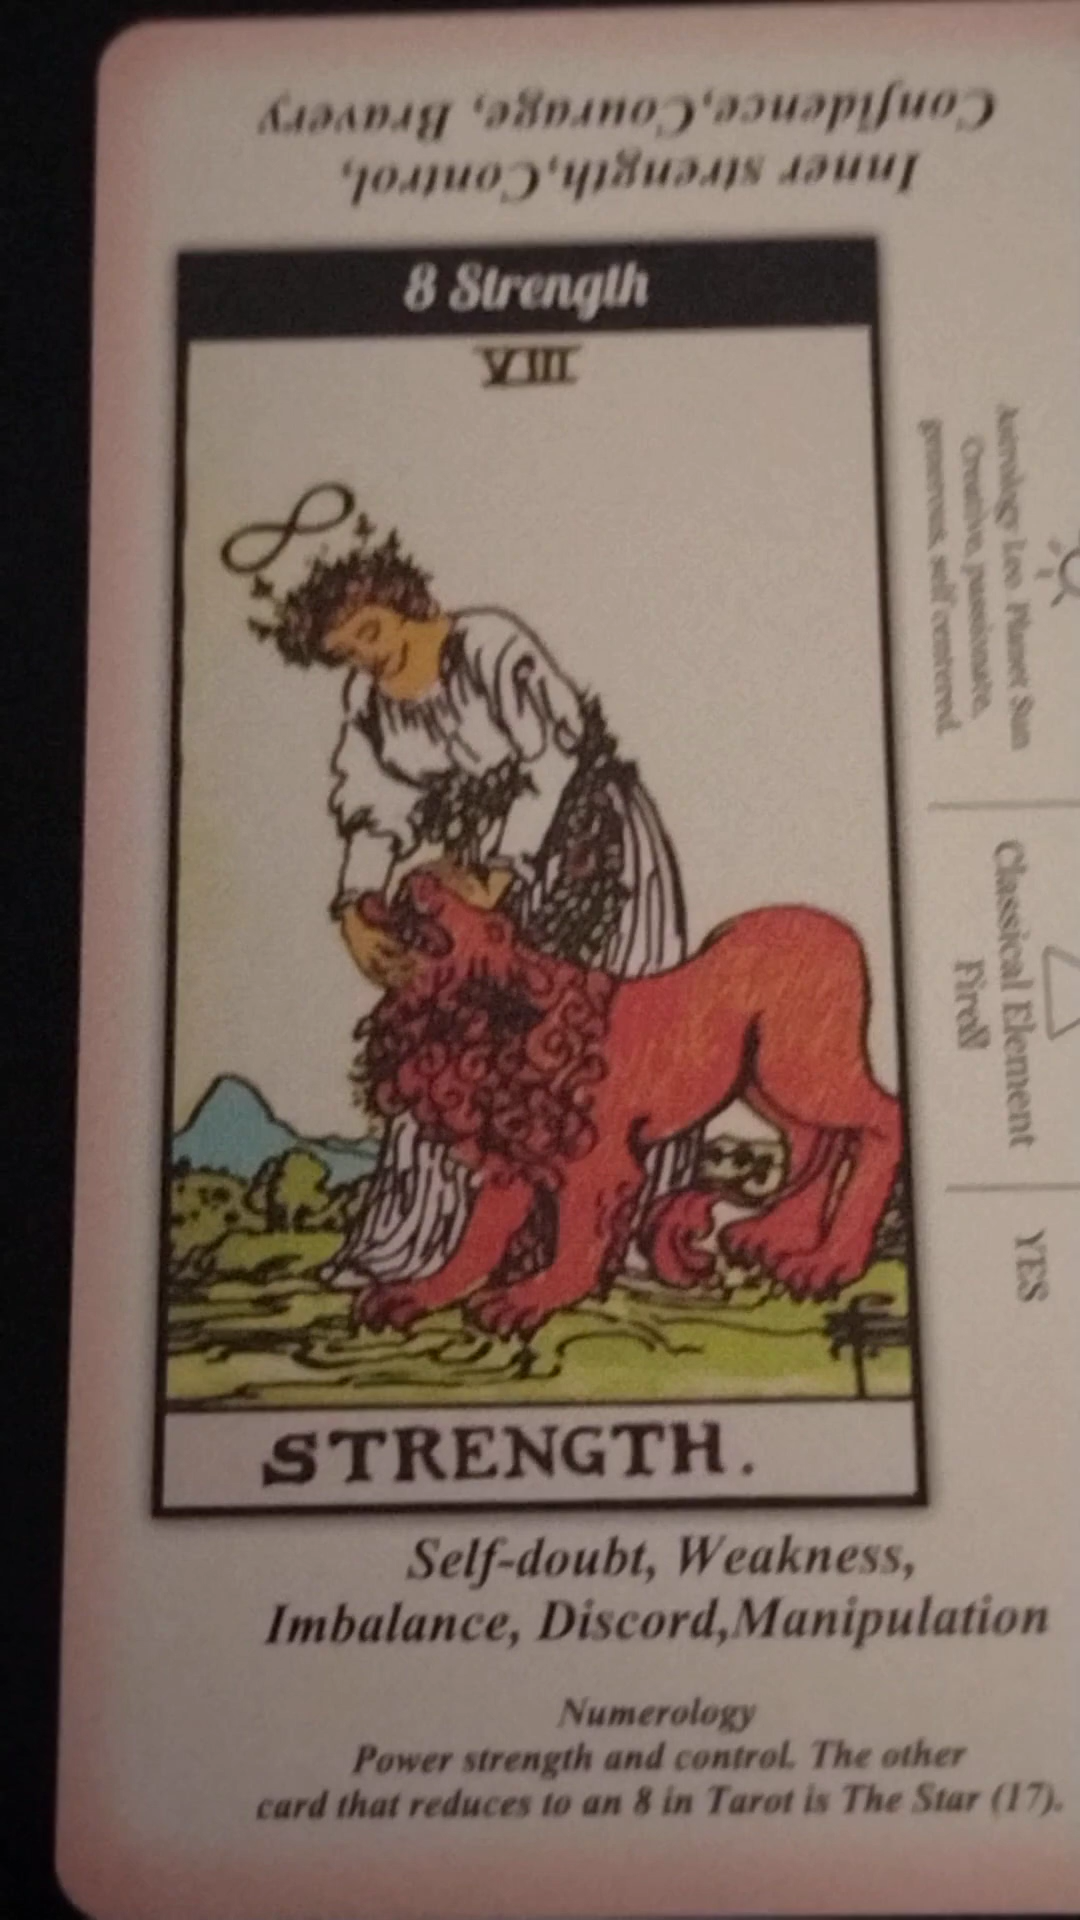 Confidence,Courage, Bravery
Inner strength,Control,
8 Strength
VIII
STRENGTH.
Self-doubt, Weakness,
Imbalance, Discord,Manipulation
Numerology
Power strength and control. The other
card that reduces to an 8 in Tarot is The Star (17).
Astrology Leo. Planet Sun
Creative, passionate,
generous, self centered.
Classical Element
Fire
YES